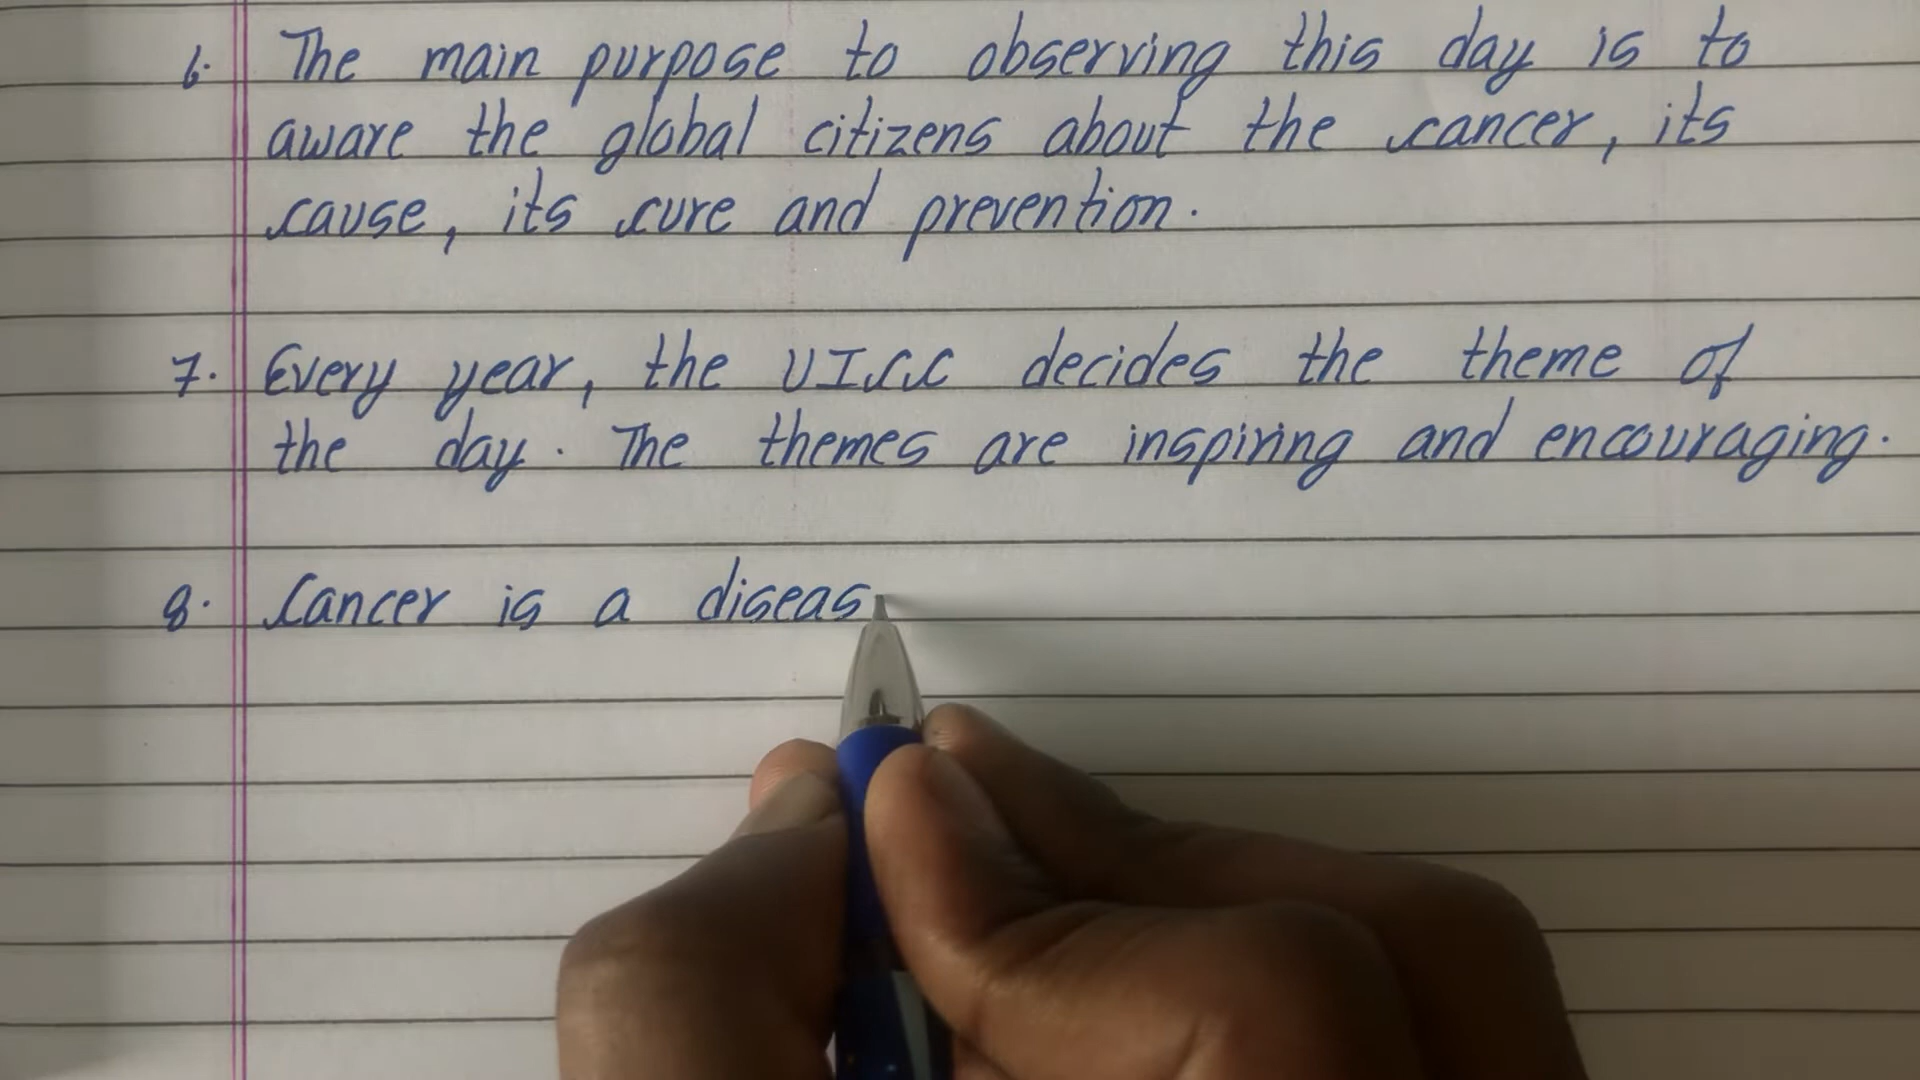 6. The main purpose to observing this day is to
aware the global citizens about the cancer, its
cause, its cure and prevention.
7. Every year, the UICC decides the theme of
the day. The themes are inspiring and encouraging.
8. Cancer is a diseas